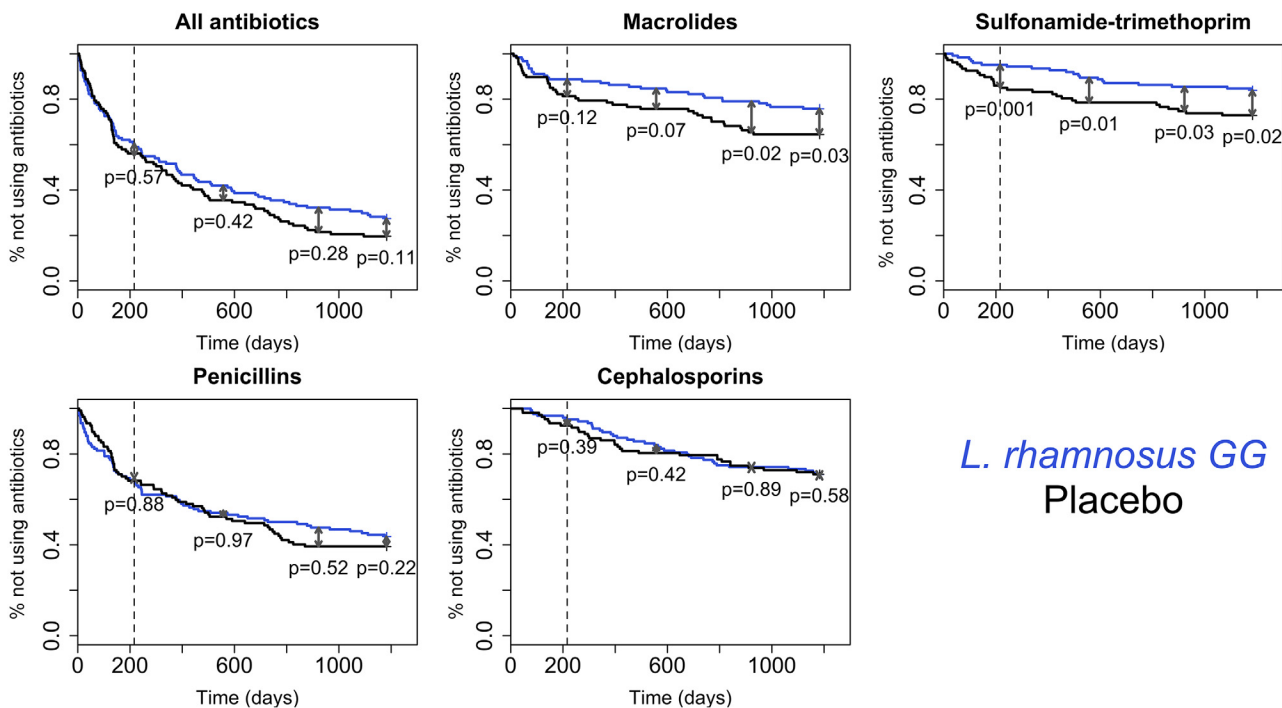 All antibiotics
% not using antibiotics
0.8
0.4
0.0
p=0.57
p=0.42
p=0.28
p=0.11
0 200 600 1000
Time (days)
Macrolides
% not using antibiotics
0.8
0.4
0.0
p=0.12
p=0.07
p=0.02
p=0.03
0 200 600 1000
Time (days)
Sulfonamide-trimethoprim
% not using antibiotics
0.8
0.4
0.0
p=0.001
p=0.01
p=0.03
p=0.02
0 200 600 1000
Time (days)
Penicillins
% not using antibiotics
0.8
0.4
0.0
p=0.88
p=0.97
p=0.52
p=0.22
0 200 600 1000
Time (days)
Cephalosporins
% not using antibiotics
0.8
0.4
0.0
p=0.39
p=0.42
p=0.89
p=0.58
0 200 600 1000
Time (days)
L. rhamnosus GG
Placebo